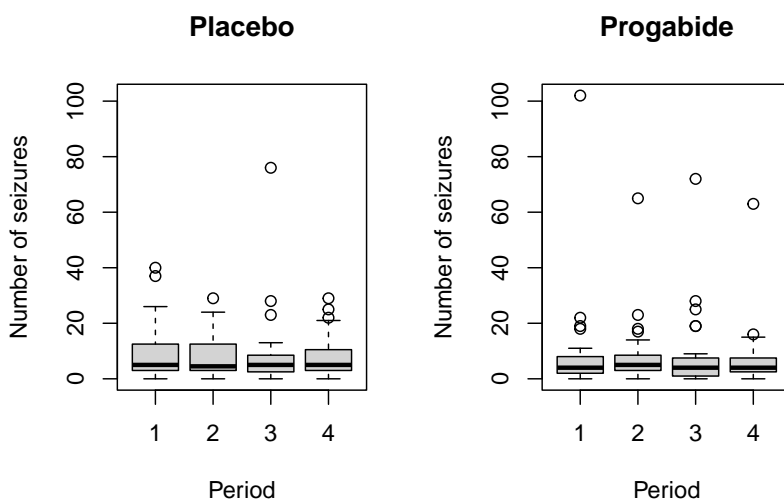 Placebo
Number of seizures
100
80
60
40
20
0
1 2 3 4
Period
Progabide
Number of seizures
100
80
60
40
20
0
1 2 3 4
Period